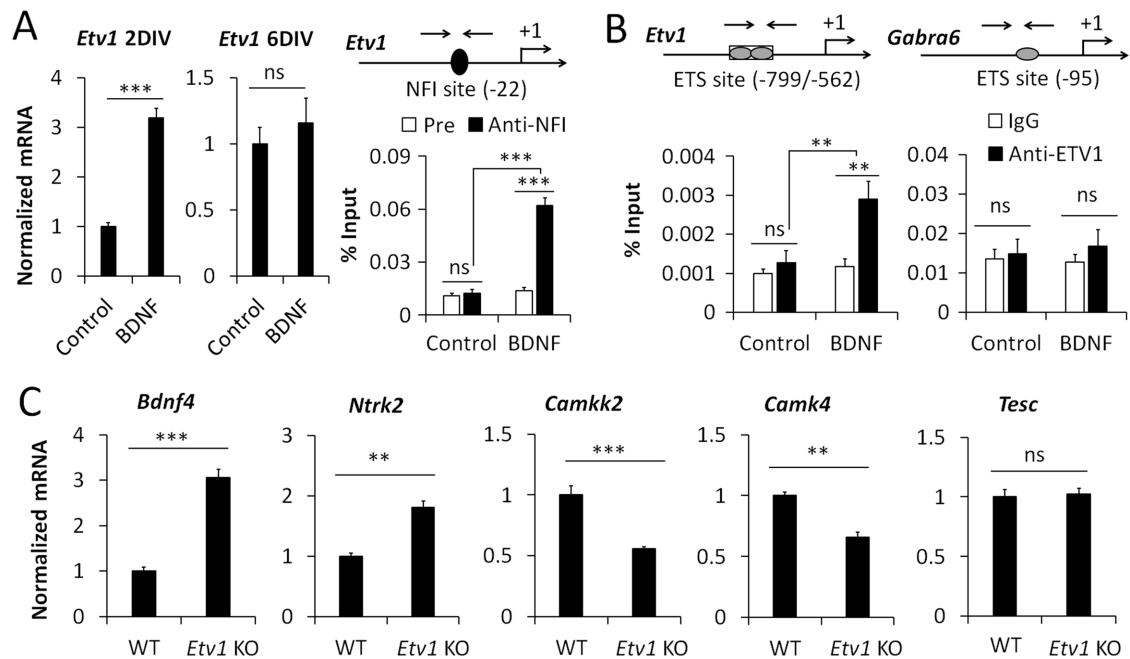 A
Etv1 2DIV
Normalized mRNA
4
3
2
1
0
***
Control
BDNF
Etv1 6DIV
1.5
1
0.5
0
ns
Control
BDNF
Etv1
+1
NFI site (-22)
Pre
Anti-NFI
% Input
0.09
0.06
0.03
0
***
***
ns
Control
BDNF
B
Etv1
+1
ETS site (-799/-562)
% Input
0.004
0.003
0.002
0.001
0
**
**
ns
Control
BDNF
Gabra6
+1
ETS site (-95)
IgG
Anti-ETV1
0.04
0.03
0.02
0.01
0
ns
ns
Control
BDNF
C
Bdnf4
Normalized mRNA
4
3
2
1
0
***
WT
Etv1 KO
Ntrk2
3
2
1
0
**
WT
Etv1 KO
Camkk2
1.5
1
0.5
0
***
WT
Etv1 KO
Camk4
1.5
1
0.5
0
**
WT
Etv1 KO
Tesc
1.5
1
0.5
0
ns
WT
Etv1 KO